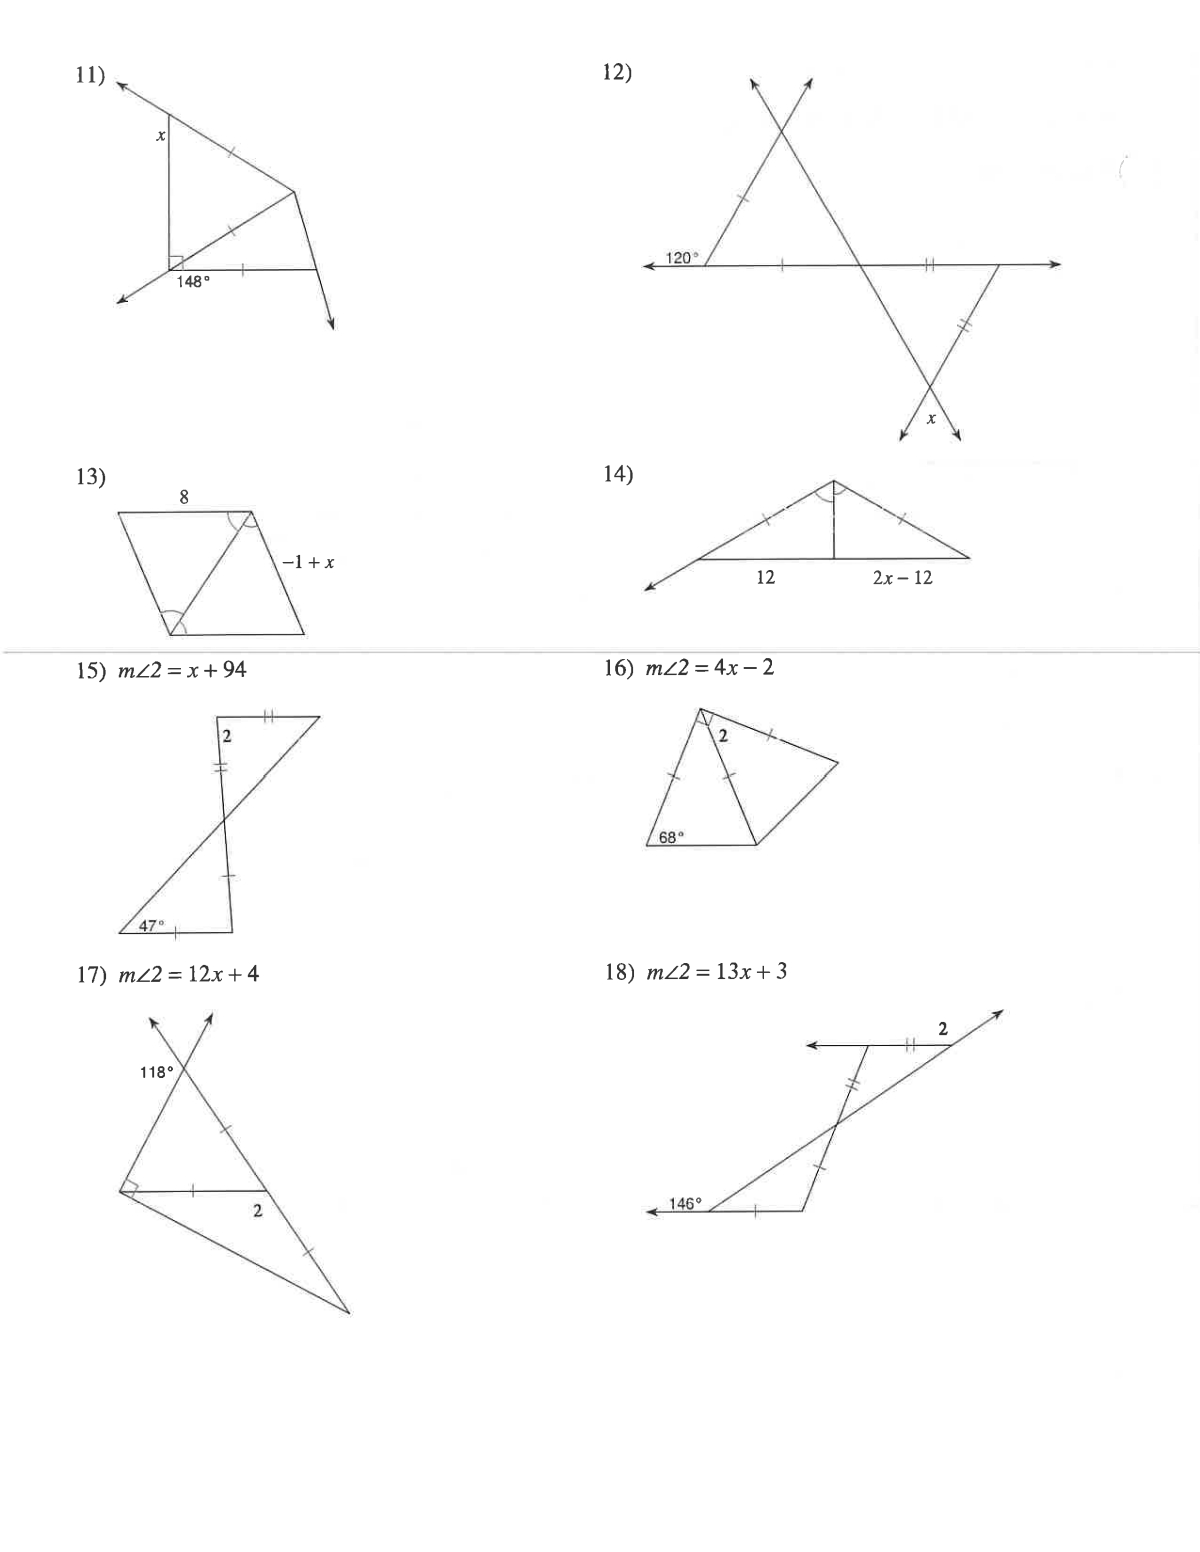 11)
x
148°
12)
120°
x
13)
8
−1 + x
14)
12
2x − 12
15) m∠2 = x + 94
2
47°
16) m∠2 = 4x − 2
2
68°
17) m∠2 = 12x + 4
118°
2
18) m∠2 = 13x + 3
2
146°